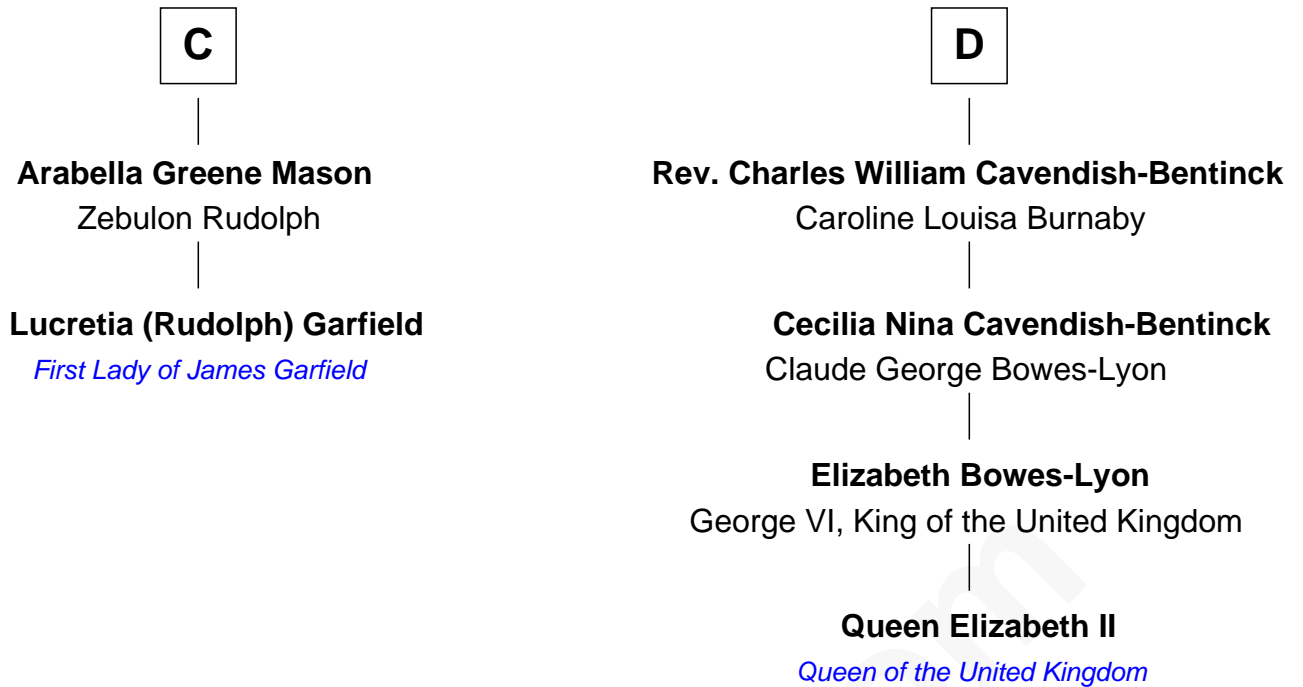 C
Arabella Greene Mason
Zebulon Rudolph
Lucretia (Rudolph) Garfield
First Lady of James Garfield
D
Rev. Charles William Cavendish-Bentinck
Caroline Louisa Burnaby
Cecilia Nina Cavendish-Bentinck
Claude George Bowes-Lyon
Elizabeth Bowes-Lyon
George VI, King of the United Kingdom
Queen Elizabeth II
Queen of the United Kingdom